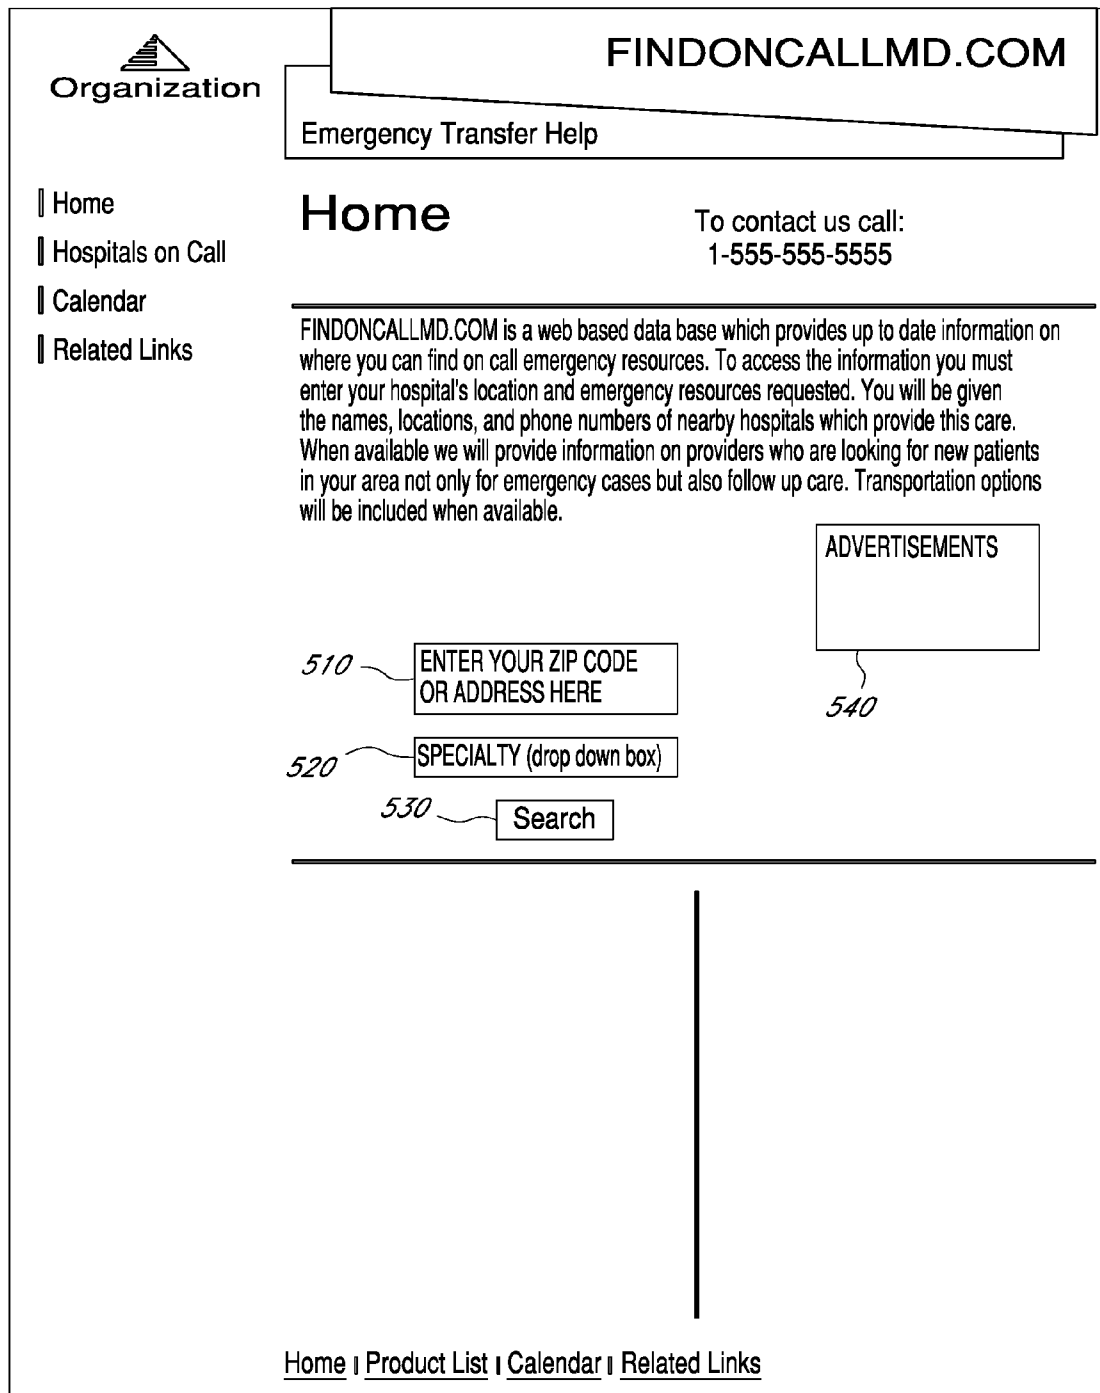 FINDONCALLMD.COM
Organization
Emergency Transfer Help
Home
Hospitals on Call
Calendar
Related Links
Home
To contact us call:
1-555-555-5555
FINDONCALLMD.COM is a web based data base which provides up to date information on
where you can find on call emergency resources. To access the information you must
enter your hospital's location and emergency resources requested. You will be given
the names, locations, and phone numbers of nearby hospitals which provide this care.
When available we will provide information on providers who are looking for new patients
in your area not only for emergency cases but also follow up care. Transportation options
will be included when available.
ADVERTISEMENTS
540
510
ENTER YOUR ZIP CODE
OR ADDRESS HERE
520
SPECIALTY (drop down box)
530
Search
Home | Product List | Calendar | Related Links